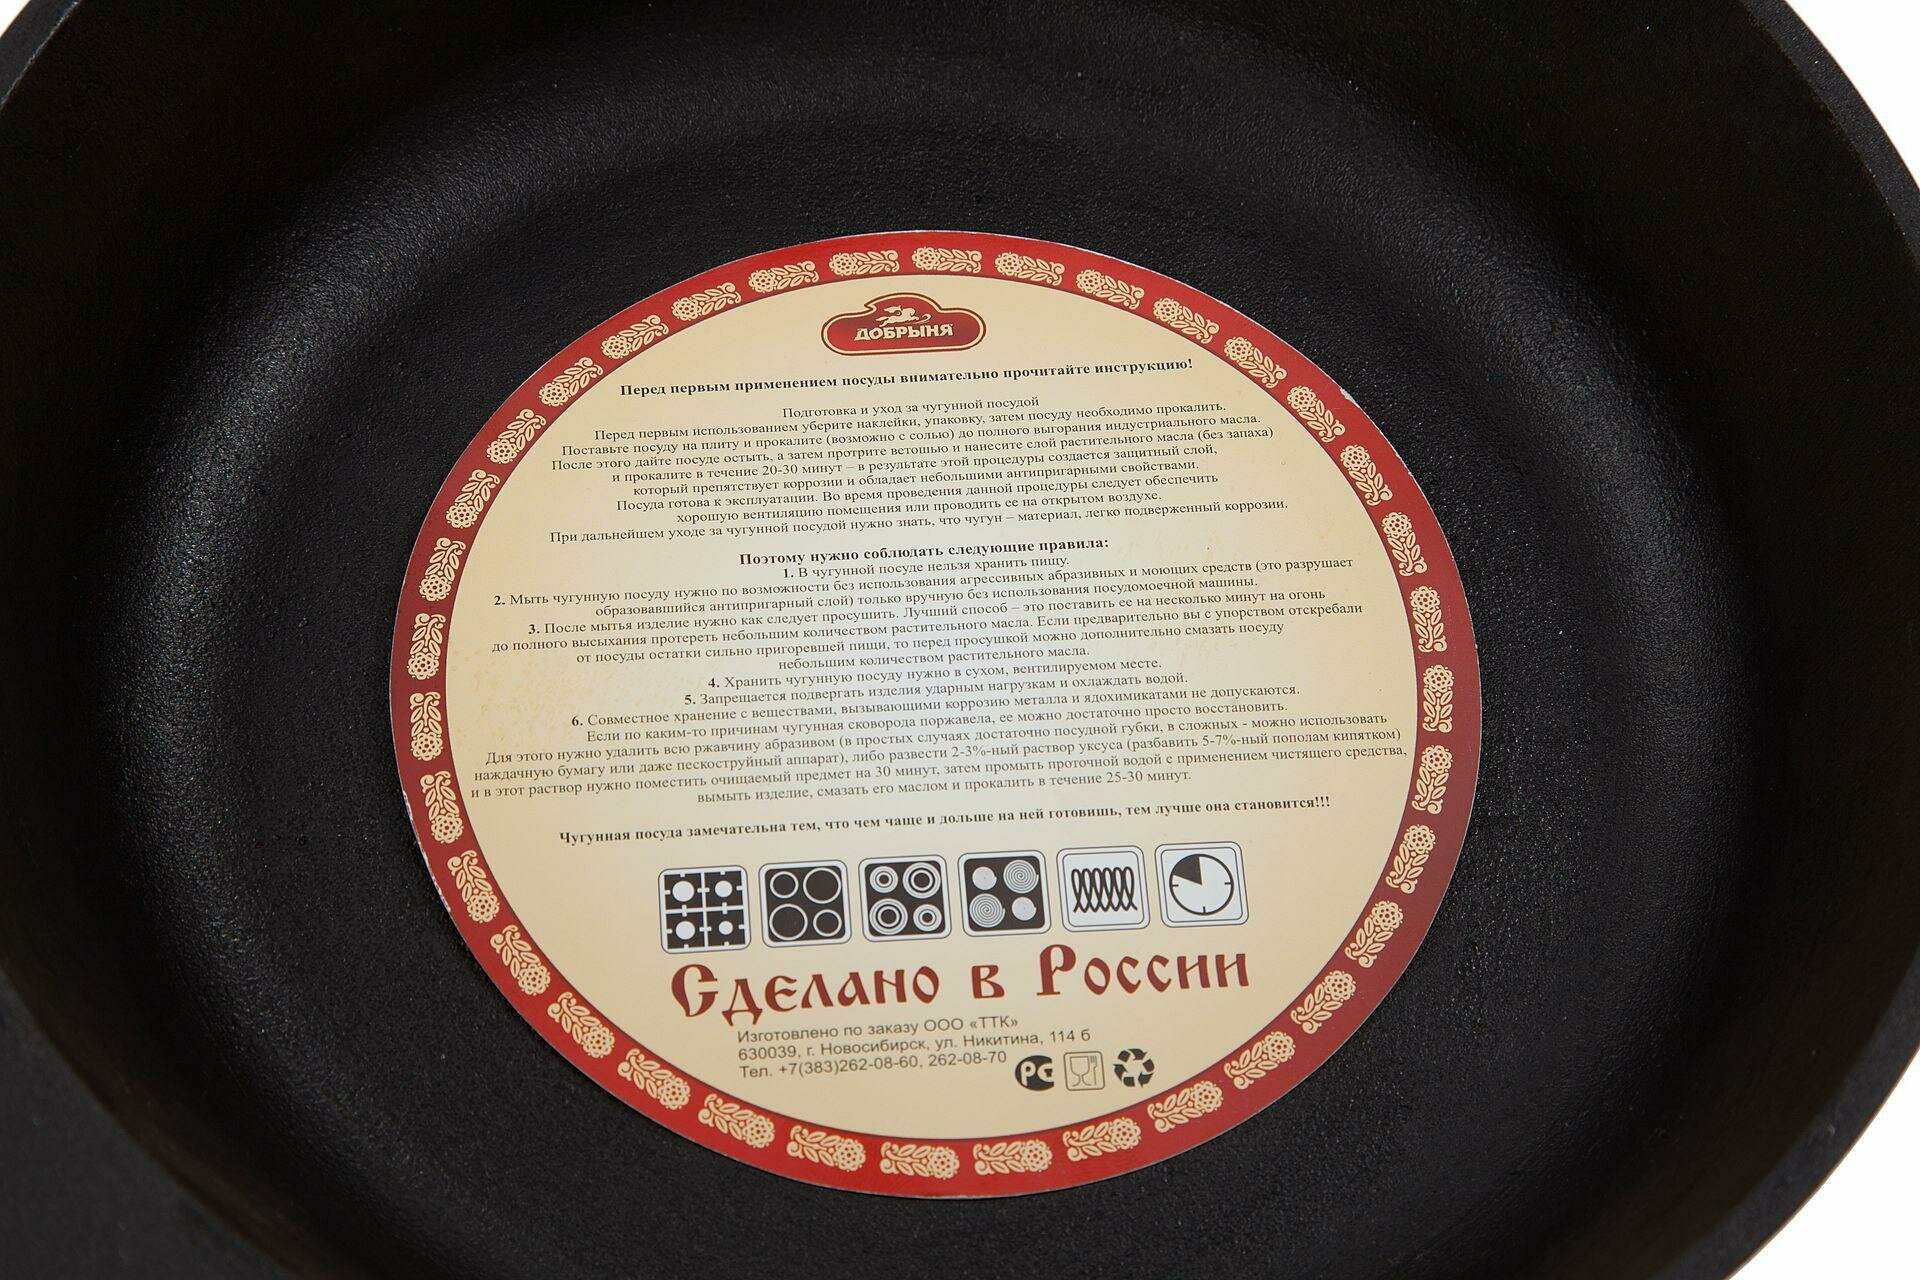 ДОБРЫНЯ
Перед первым применением посуды внимательно прочитайте инструкцию!
Подготовка и уход за чугунной посудой
Перед первым использованием уберите наклейки, упаковку, затем посуду необходимо прокалить.
Поставьте посуду на плиту и прокалите (возможно с солью) до полного выгорания индустриального масла.
После этого дайте посуде остыть, а затем протрите ветошью и нанесите слой растительного масла (без запаха)
и прокалите в течение 20-30 минут – в результате этой процедуры создается защитный слой,
который препятствует коррозии и обладает небольшими антипригарными свойствами.
Посуда готова к эксплуатации. Во время проведения данной процедуры следует обеспечить
хорошую вентиляцию помещения или проводить ее на открытом воздухе.
При дальнейшем уходе за чугунной посудой нужно знать, что чугун – материал, легко подверженный коррозии.
Поэтому нужно соблюдать следующие правила:
1. В чугунной посуде нельзя хранить пищу.
2. Мыть чугунную посуду нужно по возможности без использования агрессивных абразивных и моющих средств (это разрушает
образовавшийся антипригарный слой) только вручную без использования посудомоечной машины.
3. После мытья изделие нужно как следует просушить. Лучший способ – это поставить ее на несколько минут на огонь
до полного высыхания протереть небольшим количеством растительного масла. Если предварительно вы с упорством отскребали
от посуды остатки сильно пригоревшей пищи, то перед просушкой можно дополнительно смазать посуду
небольшим количеством растительного масла.
4. Хранить чугунную посуду нужно в сухом, вентилируемом месте.
5. Запрещается подвергать изделия ударным нагрузкам и охлаждать водой.
6. Совместное хранение с веществами, вызывающими коррозию металла и ядохимикатами не допускаются.
Если по каким-то причинам чугунная сковорода поржавела, ее можно достаточно просто восстановить.
Для этого нужно удалить всю ржавчину абразивом (в простых случаях достаточно посудной губки, в сложных - можно использовать
наждачную бумагу или даже пескоструйный аппарат), либо развести 2-3%-ный раствор уксуса (разбавить 5-7%-ный пополам кипятком)
и в этот раствор нужно поместить очищаемый предмет на 30 минут, затем промыть проточной водой с применением чистящего средства,
вымыть изделие, смазать его маслом и прокалить в течение 25-30 минут.
Чугунная посуда замечательна тем, что чем чаще и дольше на ней готовишь, тем лучше она становится!!!
Сделано в России
Изготовлено по заказу ООО «ТТК»
630039, г. Новосибирск, ул. Никитина, 114 б
Тел. +7(383)262-08-60, 262-08-70
РСТ